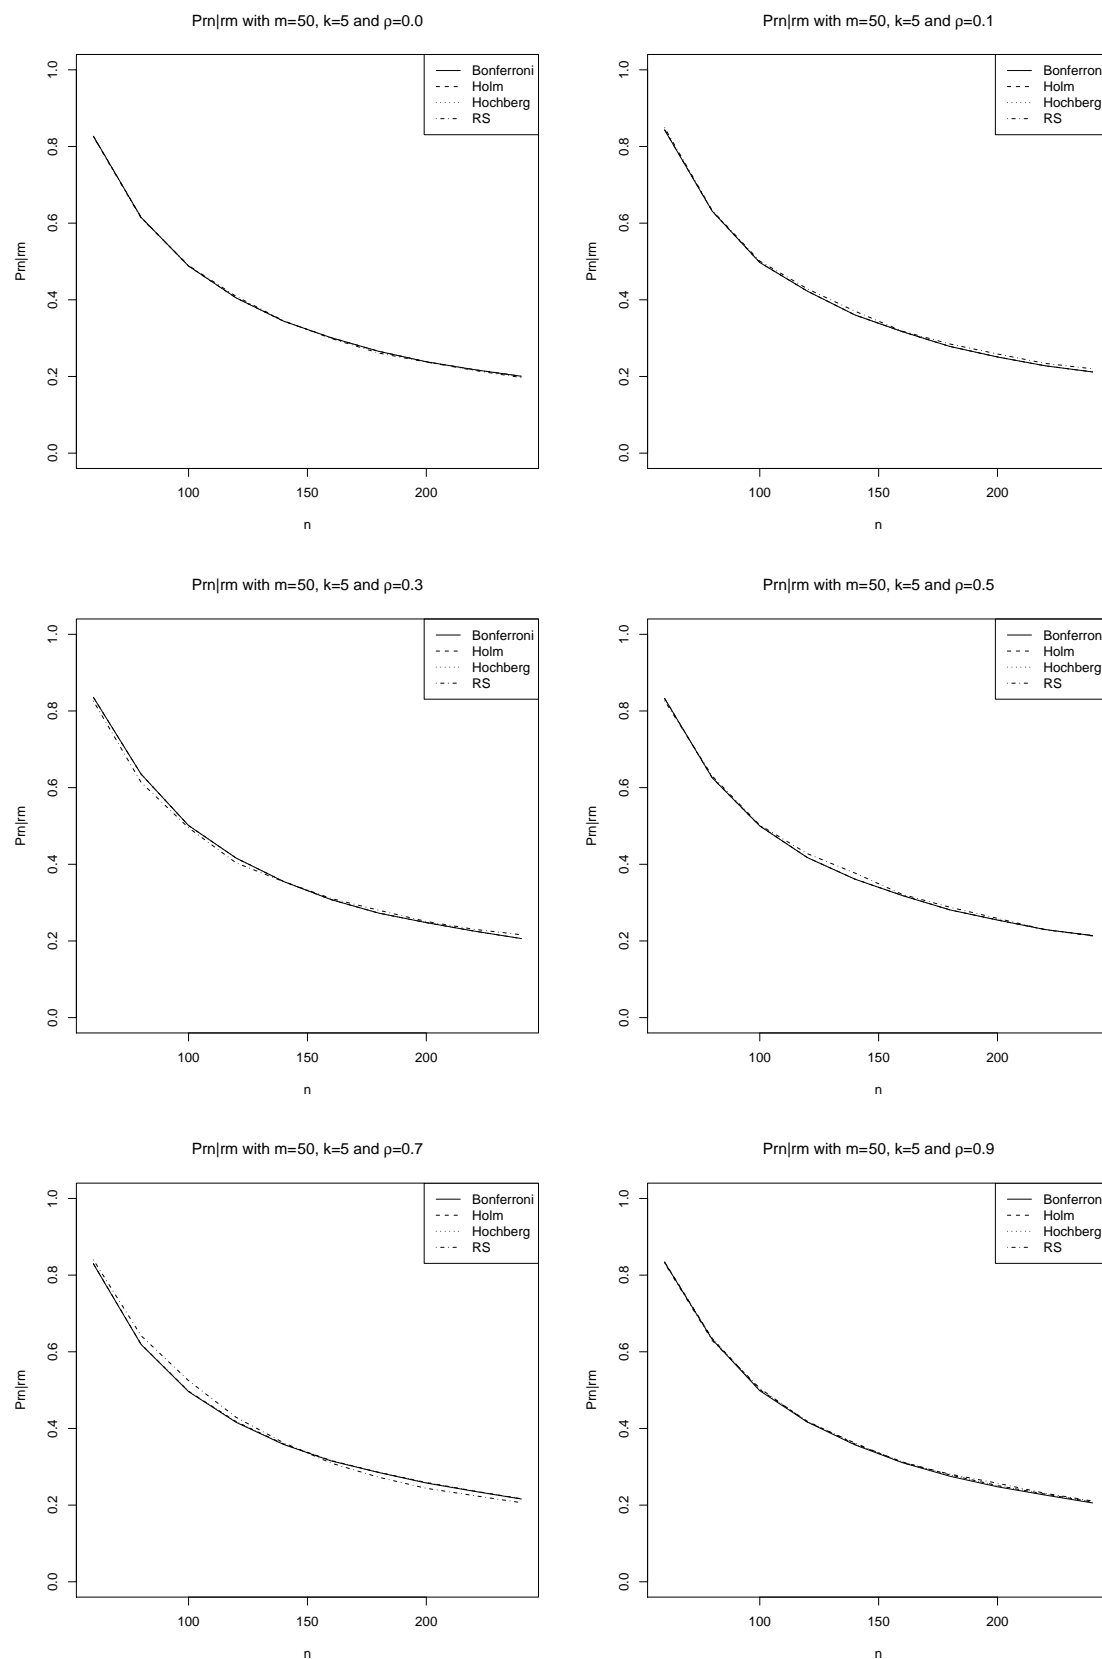 Prn|rm with m=50, k=5 and ρ=0.0
Bonferroni
Holm
Hochberg
RS
1.0
0.8
0.6
0.4
0.2
0.0
Prn|rm
100
150
200
n
Prn|rm with m=50, k=5 and ρ=0.1
Bonferron
Holm
Hochberg
RS
1.0
0.8
0.6
0.4
0.2
0.0
Prn|rm
100
150
200
n
Prn|rm with m=50, k=5 and ρ=0.3
Bonferroni
Holm
Hochberg
RS
1.0
0.8
0.6
0.4
0.2
0.0
Prn|rm
100
150
200
n
Prn|rm with m=50, k=5 and ρ=0.5
Bonferron
Holm
Hochberg
RS
1.0
0.8
0.6
0.4
0.2
0.0
Prn|rm
100
150
200
n
Prn|rm with m=50, k=5 and ρ=0.7
Bonferroni
Holm
Hochberg
RS
1.0
0.8
0.6
0.4
0.2
0.0
Prn|rm
100
150
200
n
Prn|rm with m=50, k=5 and ρ=0.9
Bonferron
Holm
Hochberg
RS
1.0
0.8
0.6
0.4
0.2
0.0
Prn|rm
100
150
200
n